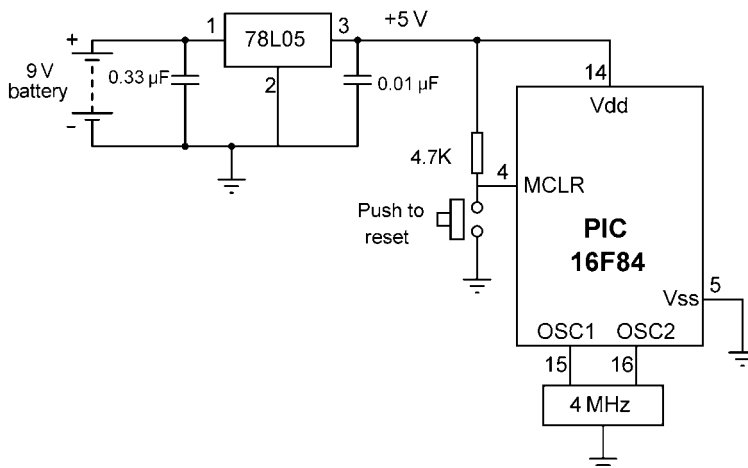 1
78L05
3
+5 V
+
9 V
battery
-
0.33 µF
2
0.01 µF
14
Vdd
4.7K
4
MCLR
Push to
reset
PIC
16F84
5
Vss
OSC1 OSC2
15 16
4 MHz